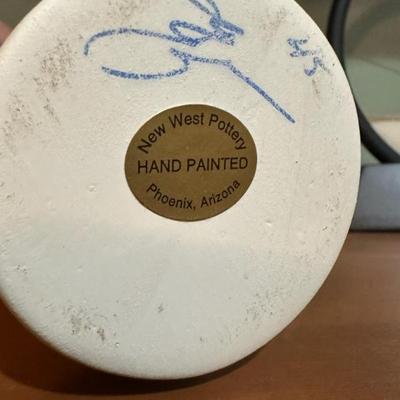 New West Pottery
HAND PAINTED
Phoenix, Arizona